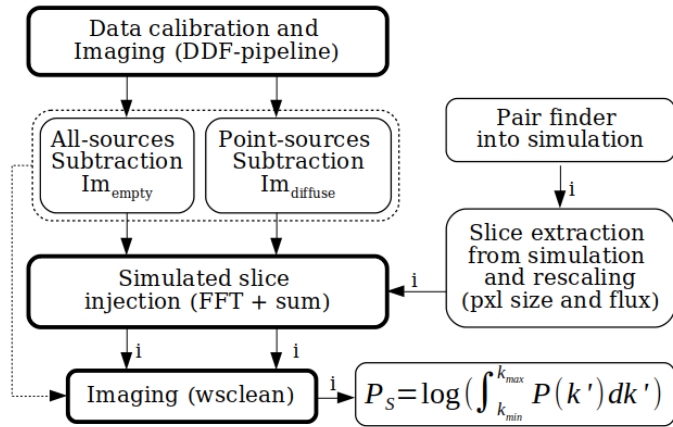 Data calibration and
Imaging (DDF-pipeline)
All-sources
Subtraction
Im_empty
Point-sources
Subtraction
Im_diffuse
Pair finder
into simulation
i
Slice extraction
from simulation
and rescaling
(pxl size and flux)
i
Simulated slice
injection (FFT + sum)
i
i
Imaging (wsclean)
i
P_S=log(∫_{k_min}^{k_max} P(k')dk')